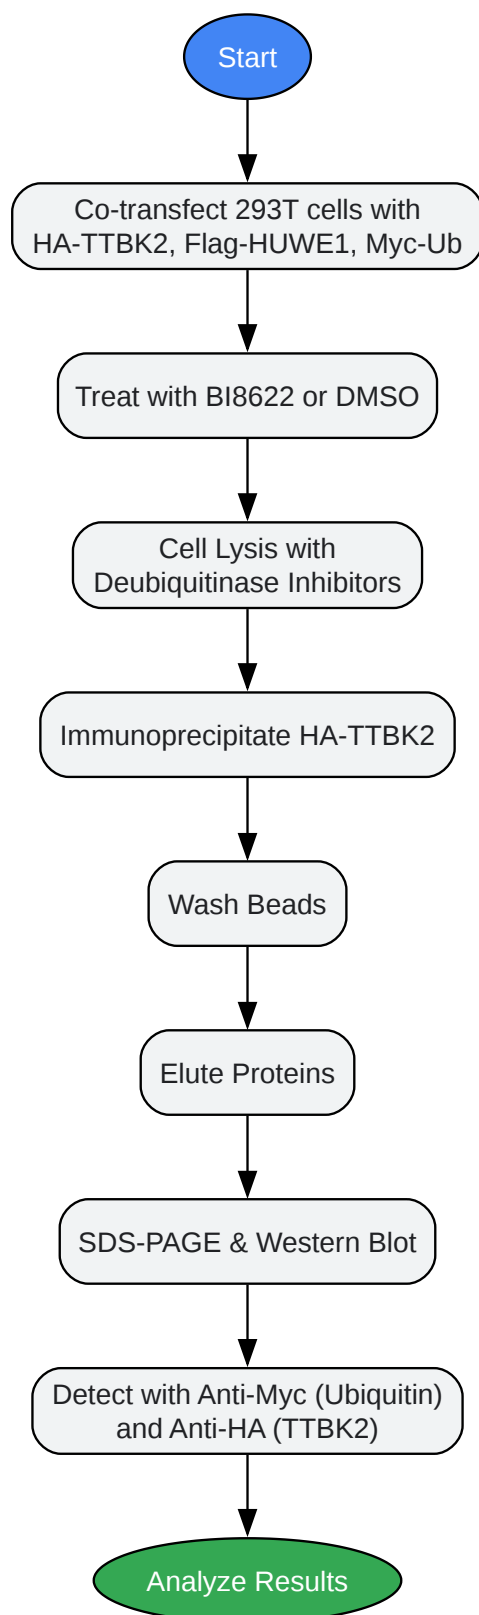 Start
Co-transfect 293T cells with
HA-TTBK2, Flag-HUWE1, Myc-Ub
Treat with BI8622 or DMSO
Cell Lysis with
Deubiquitinase Inhibitors
Immunoprecipitate HA-TTBK2
Wash Beads
Elute Proteins
SDS-PAGE & Western Blot
Detect with Anti-Myc (Ubiquitin)
and Anti-HA (TTBK2)
Analyze Results